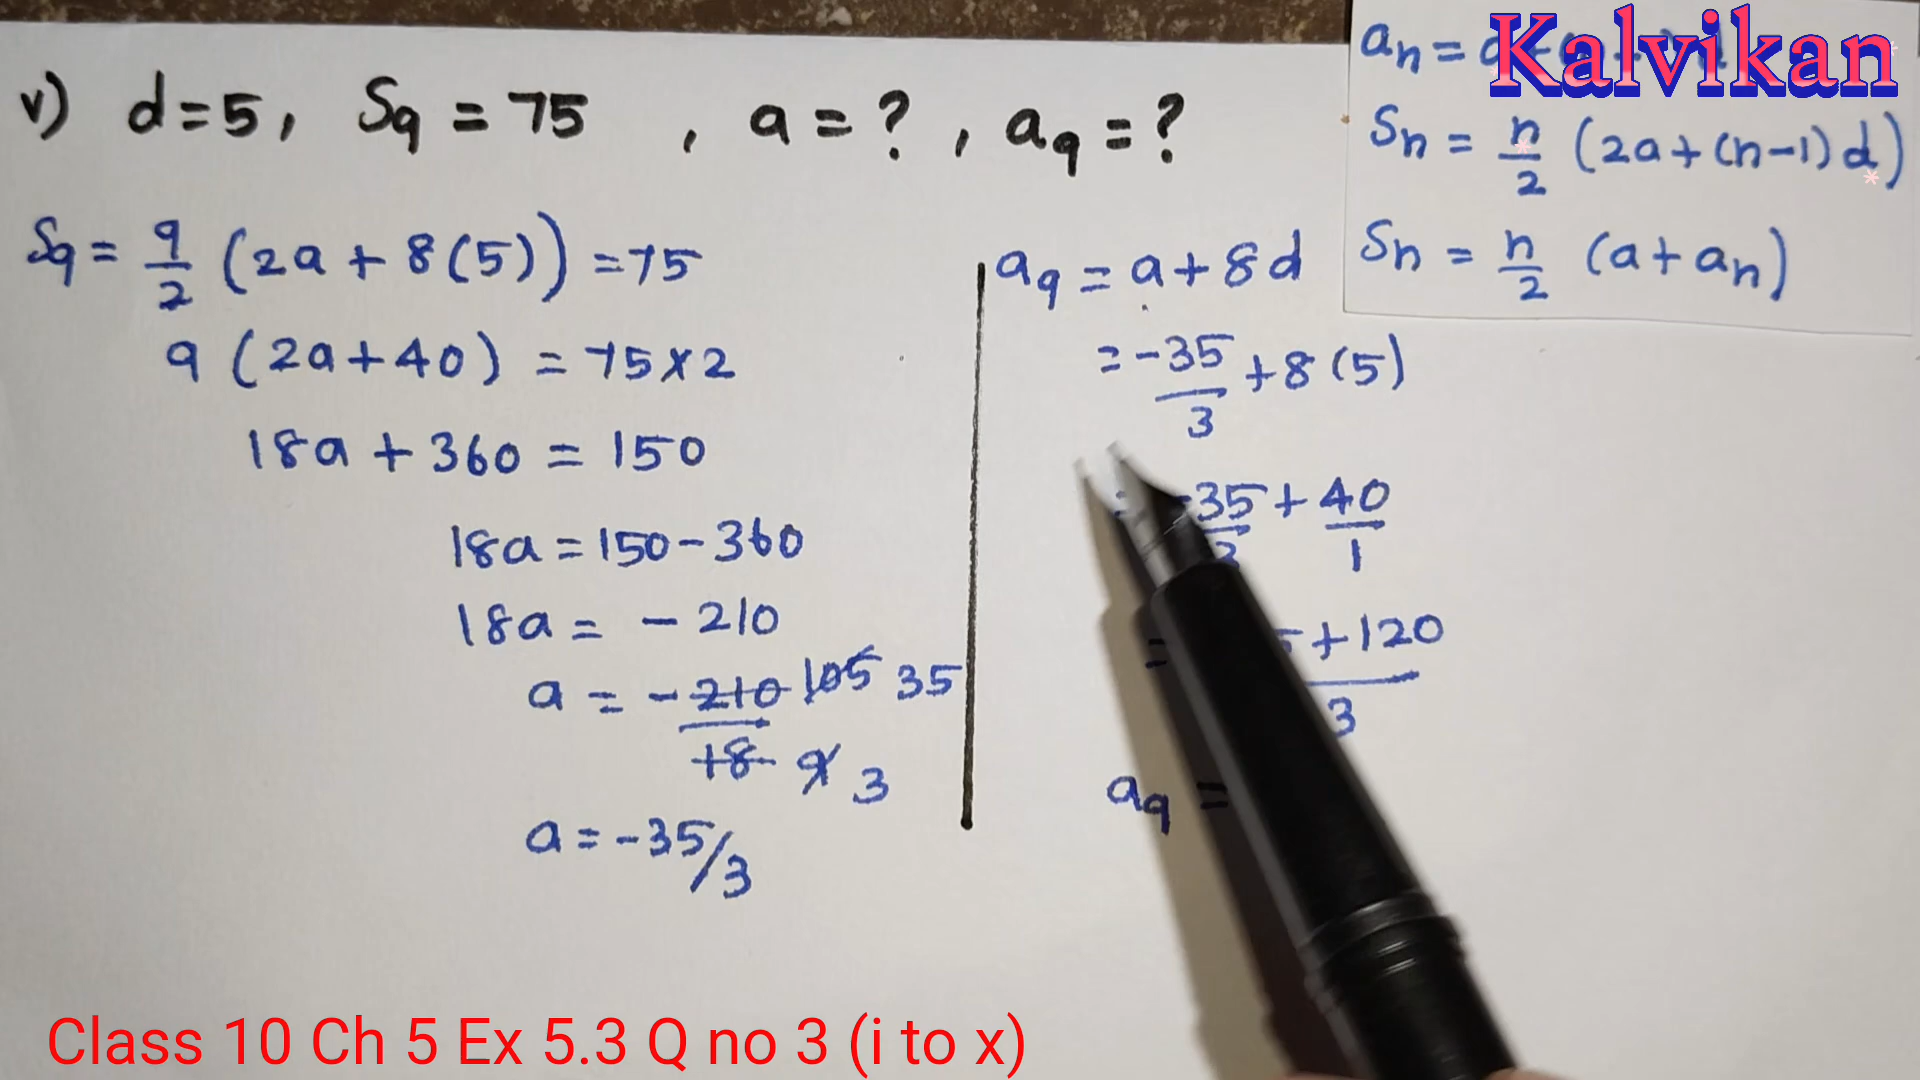 Kalvikan
v) d=5, S₉ = 75 , a = ? , a₉ = ?
aₙ =
Sₙ = n/2 (2a+(n-1)d)
Sₙ = n/2 (a+aₙ)
S₉ = 9/2 (2a + 8(5)) = 75
9 (2a+40) = 75×2
18a + 360 = 150
18a = 150-360
18a = -210
a = -210/18 105 35
9 3
a = -35/3
a₉ = a+8d
= -35/3 + 8(5)
35 + 40/1
= +120
3
a₉ =
Class 10 Ch 5 Ex 5.3 Q no 3 (i to x)